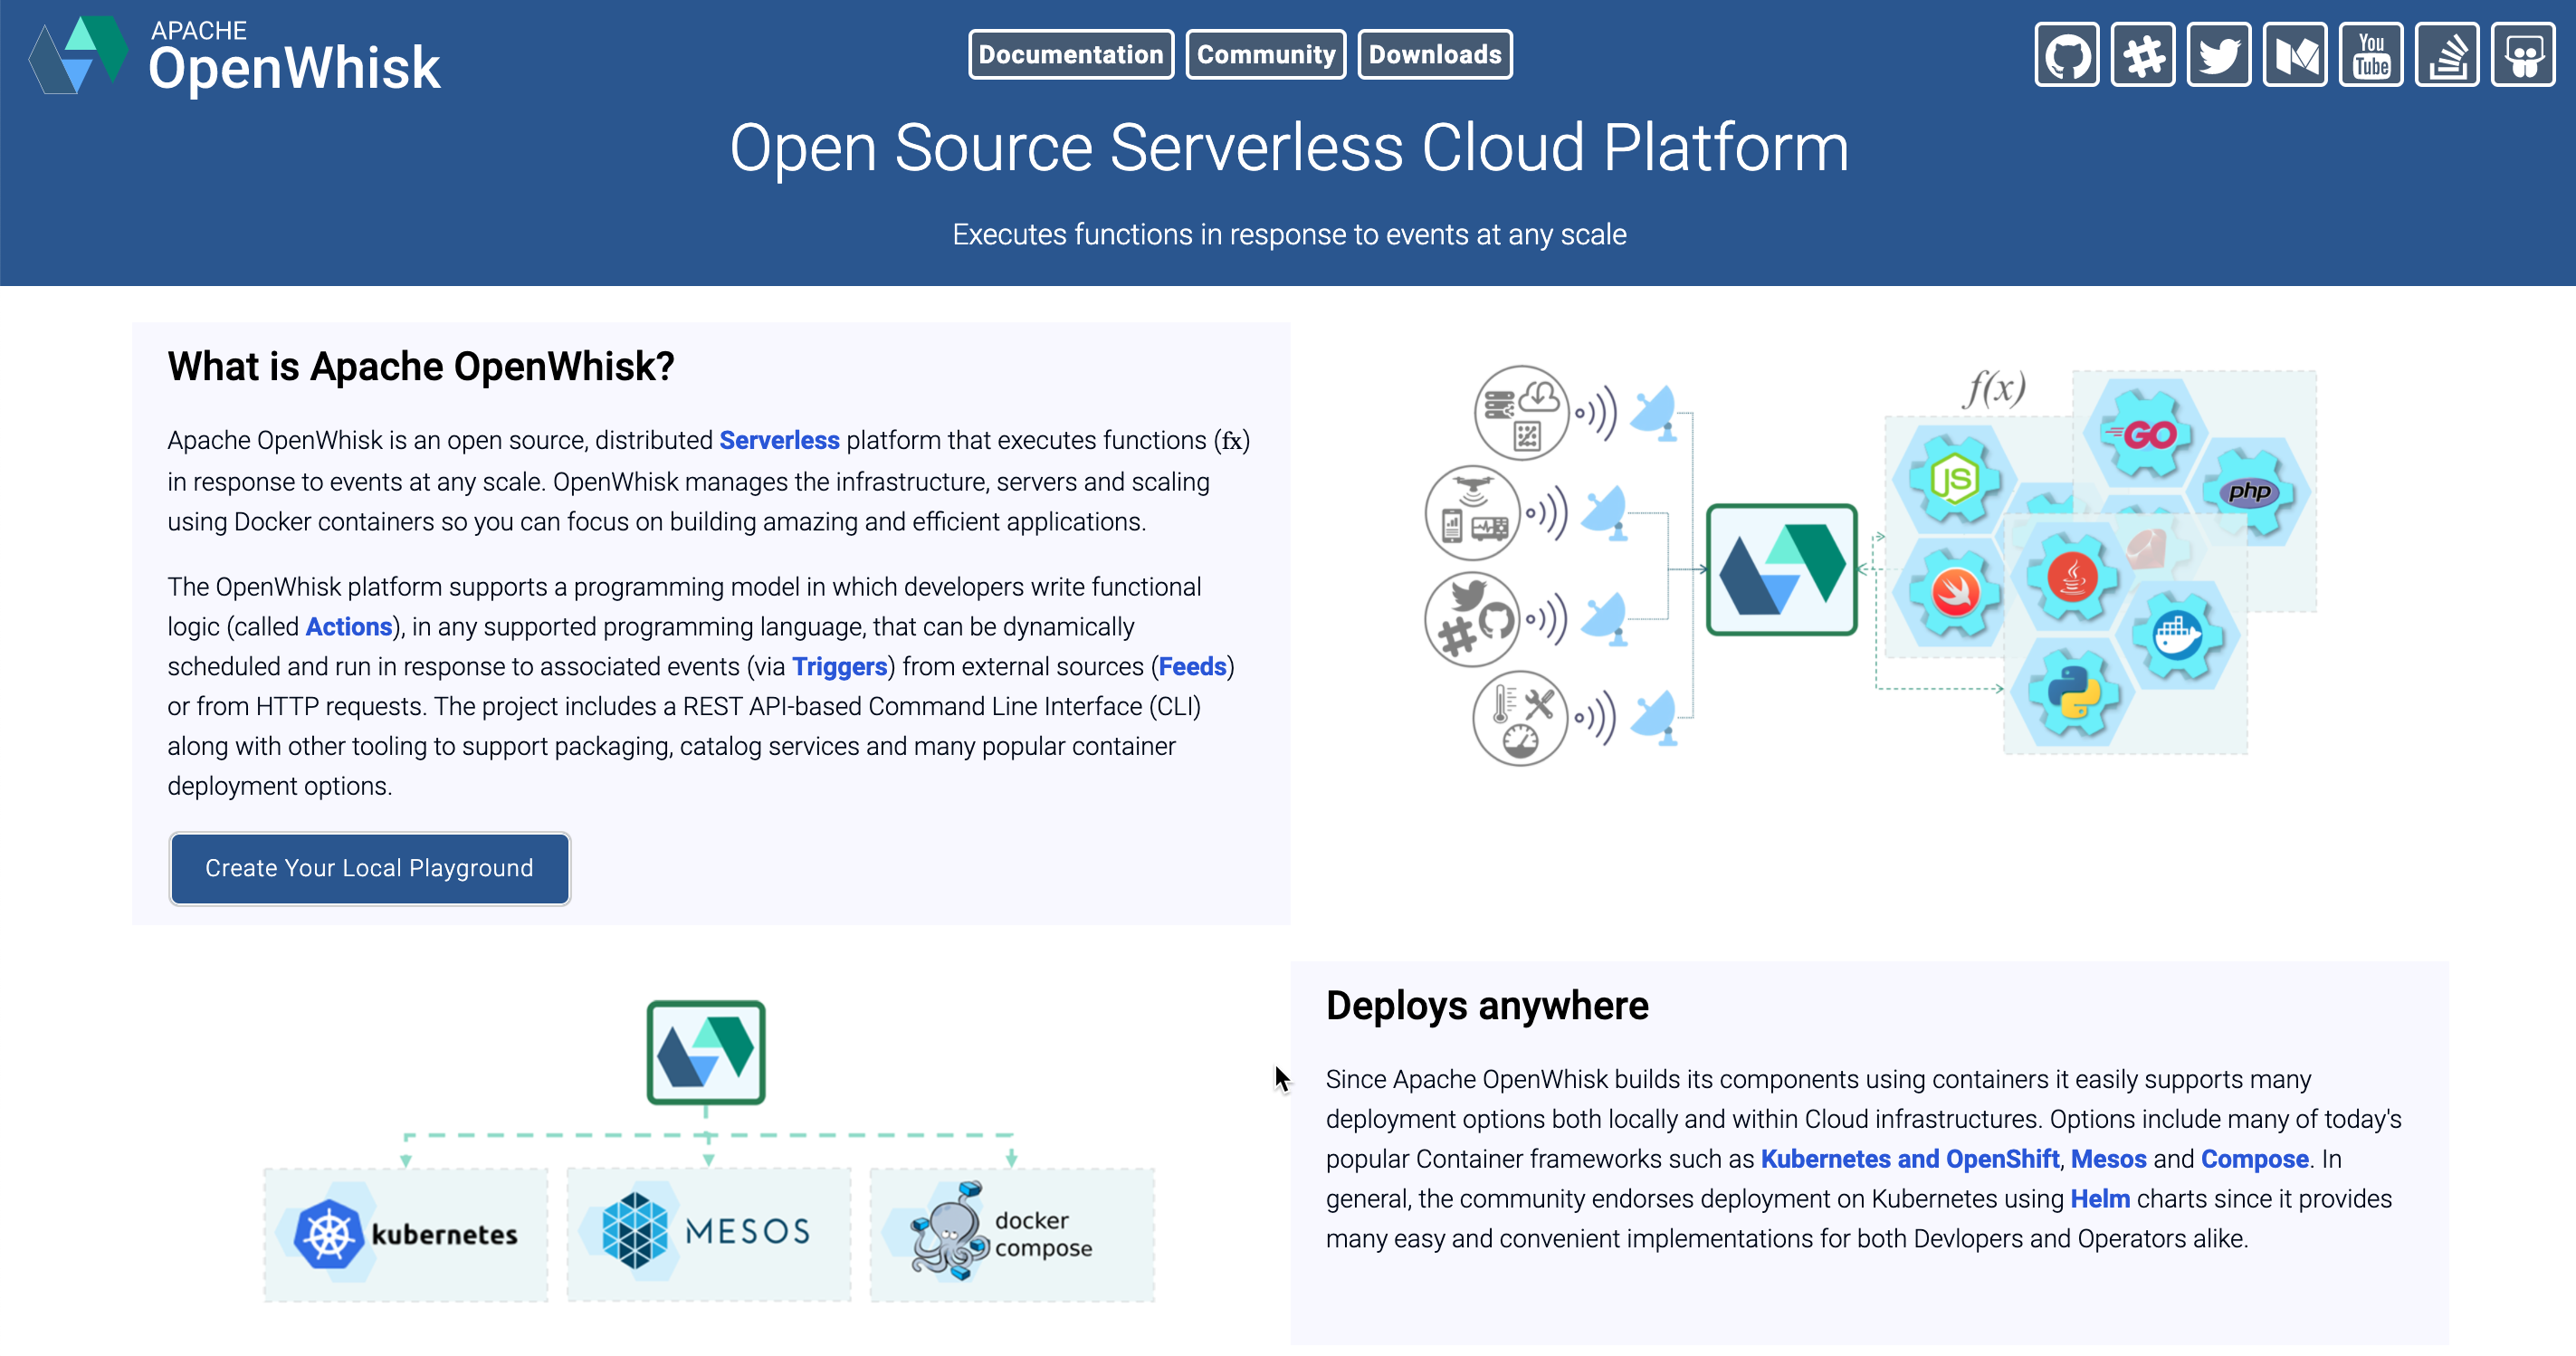 APACHE
OpenWhisk
Documentation
Community
Downloads
You
Tube
Open Source Serverless Cloud Platform
Executes functions in response to events at any scale
What is Apache OpenWhisk?
Apache OpenWhisk is an open source, distributed Serverless platform that executes functions (fx)
in response to events at any scale. OpenWhisk manages the infrastructure, servers and scaling
using Docker containers so you can focus on building amazing and efficient applications.
The OpenWhisk platform supports a programming model in which developers write functional
logic (called Actions), in any supported programming language, that can be dynamically
scheduled and run in response to associated events (via Triggers) from external sources (Feeds)
or from HTTP requests. The project includes a REST API-based Command Line Interface (CLI)
along with other tooling to support packaging, catalog services and many popular container
deployment options.
Create Your Local Playground
f(x)
GO
JS
php
kubernetes
MESOS
docker
compose
Deploys anywhere
Since Apache OpenWhisk builds its components using containers it easily supports many
deployment options both locally and within Cloud infrastructures. Options include many of today's
popular Container frameworks such as Kubernetes and OpenShift, Mesos and Compose. In
general, the community endorses deployment on Kubernetes using Helm charts since it provides
many easy and convenient implementations for both Devlopers and Operators alike.